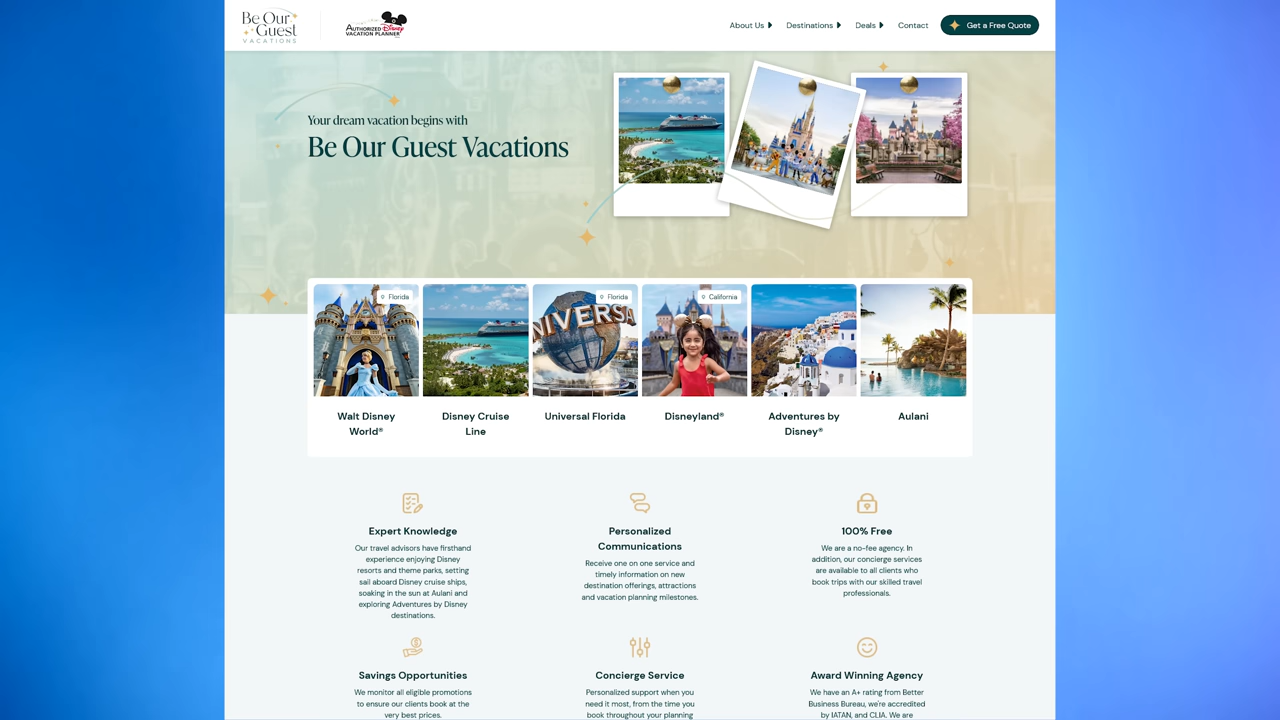 Be Our
Guest
VACATIONS
AUTHORIZED Disney
VACATION PLANNER
About Us
Destinations
Deals
Contact
Get a Free Quote
Your dream vacation begins with
Be Our Guest Vacations
Florida
Florida
California
UNIVERSA
Walt Disney
World®
Disney Cruise
Line
Universal Florida
Disneyland®
Adventures by
Disney®
Aulani
Expert Knowledge
Our travel advisors have firsthand
experience enjoying Disney
resorts and theme parks, setting
sail aboard Disney cruise ships,
soaking in the sun at Aulani and
exploring Adventures by Disney
destinations.
Personalized
Communications
Receive one on one service and
timely information on new
destination offerings, attractions
and vacation planning milestones.
100% Free
We are a no-fee agency. In
addition, our concierge services
are available to all clients who
book trips with our skilled travel
professionals.
Savings Opportunities
We monitor all eligible promotions
to ensure our clients book at the
very best prices.
Concierge Service
Personalized support when you
need it most, from the time you
book throughout your planning
Award Winning Agency
We have an A+ rating from Better
Business Bureau, we're accredited
by IATAN, and CLIA. We are